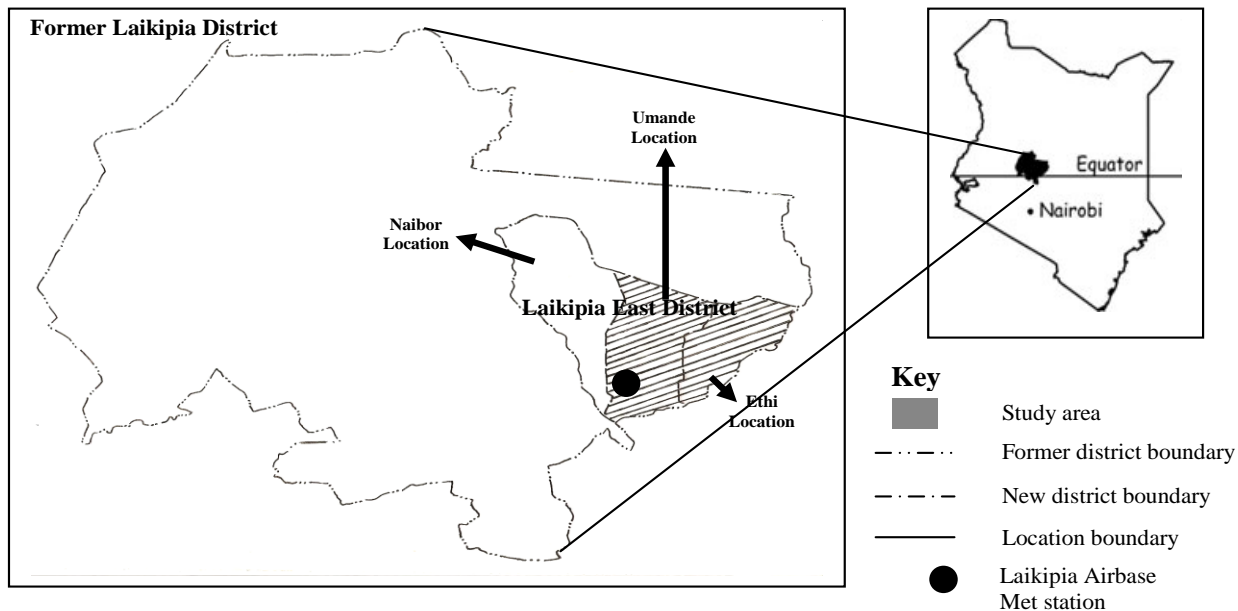 Former Laikipia District
Umande
Location
Naibor
Location
Laikipia East District
Ethi
Location
Equator
Nairobi
Key
Study area
Former district boundary
New district boundary
Location boundary
Laikipia Airbase
Met station